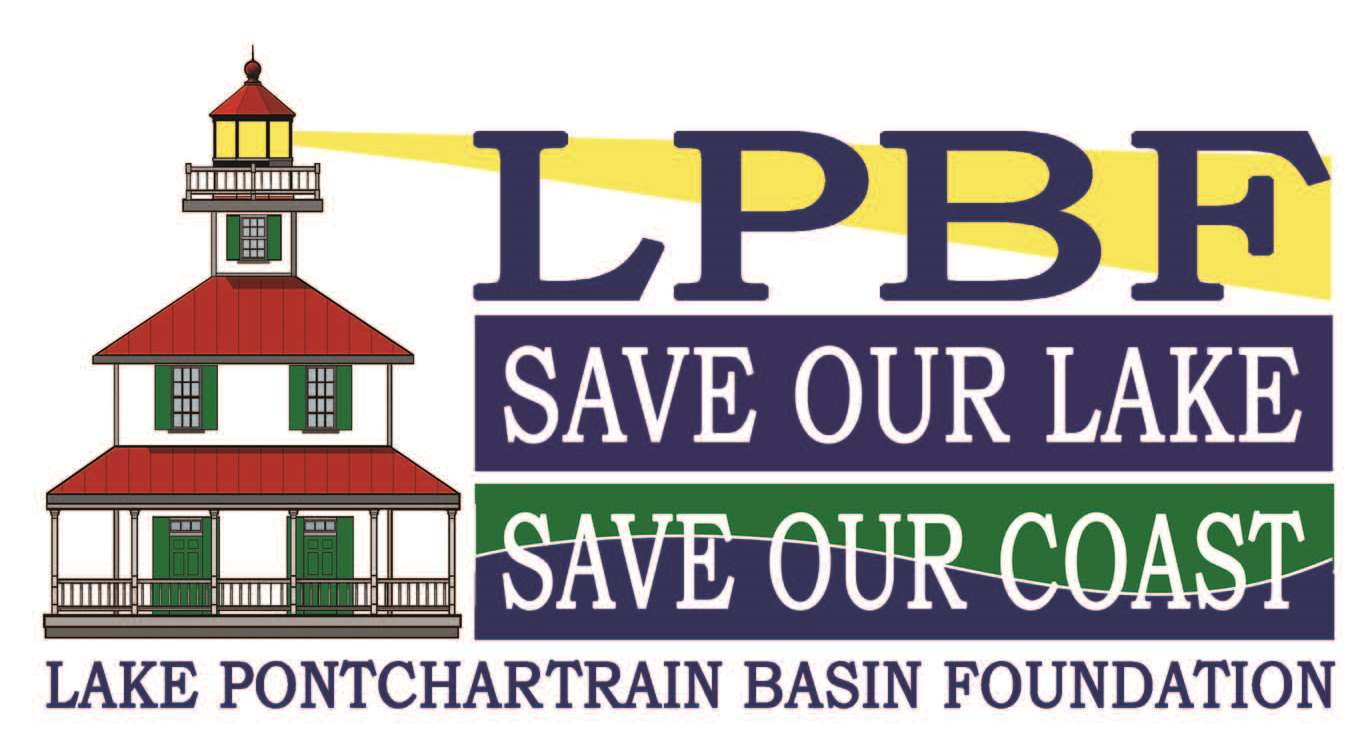 LPBF
SAVE OUR LAKE
SAVE OUR COAST
LAKE PONTCHARTRAIN BASIN FOUNDATION